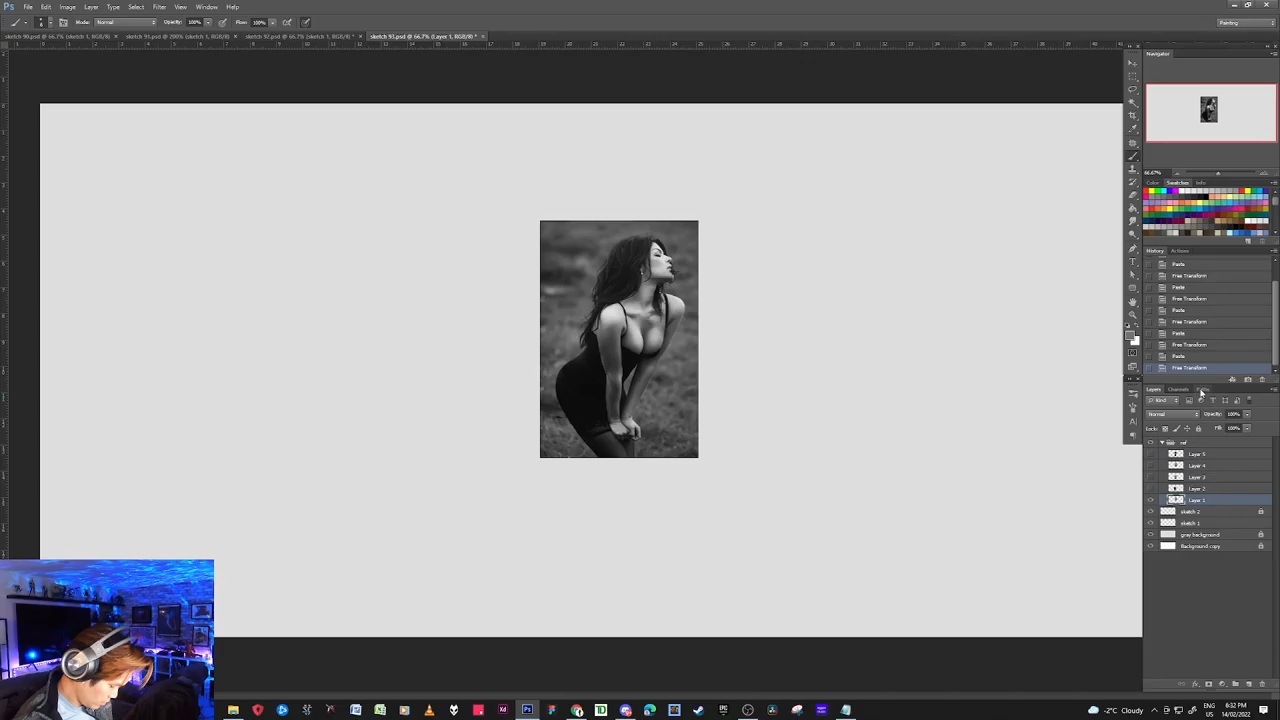 Ps File Edit Image Layer Type Select Filter View Window Help
Mode: Normal Opacity: 100% Flow: 100% Painting
sketch 90.psd @ 66.7% (sketch 1, RGB/8) × sketch 91.psd @ 200% (sketch 1, RGB/8) × sketch 92.psd @ 66.7% (sketch 1, RGB/8) * × sketch 93.psd @ 66.7% (Layer 1, RGB/8) * ×
Navigator
66.67%
Color Swatches Info
History Actions
Paste
Free Transform
Paste
Free Transform
Paste
Free Transform
Paste
Free Transform
Paste
Free Transform
Layers Channels Paths
Kind
Normal Opacity: 100%
Lock: Fill: 100%
ref
Layer 5
Layer 4
Layer 3
Layer 2
Layer 1
sketch 2
sketch 1
gray background
Background copy
-2°C Cloudy ENG US 6:32 PM 14/02/2022